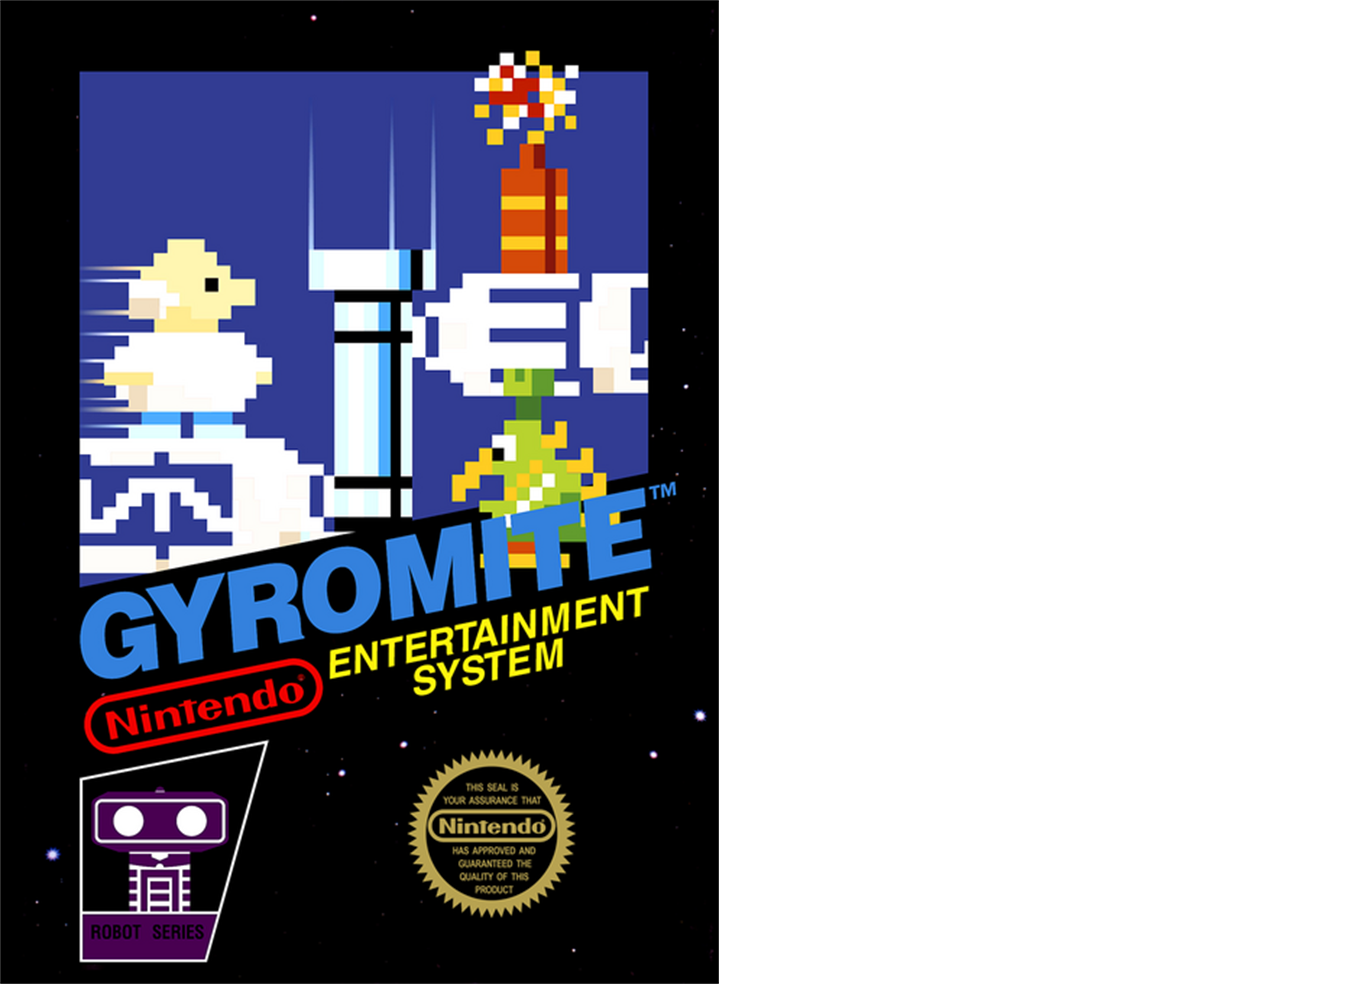 GYROMITE™
Nintendo®
ENTERTAINMENT
SYSTEM
ROBOT SERIES
THIS SEAL IS
YOUR ASSURANCE THAT
Nintendo®
HAS APPROVED AND
GUARANTEED THE
QUALITY OF THIS
PRODUCT